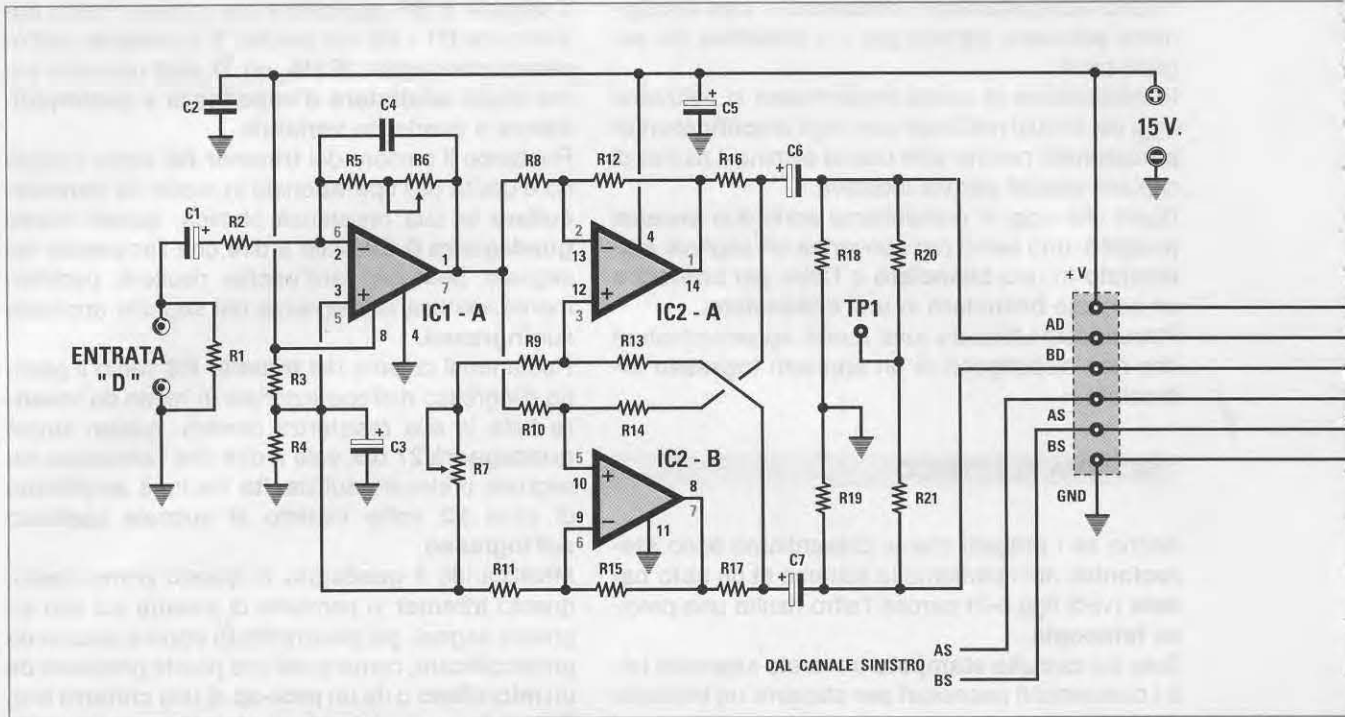 C2
C4
C5
15 V.
R5
R6
R8
R12
R16
C6
C1
R2
6
2
3
5
1
7
8
4
IC1 - A
2
13
12
3
4
1
14
IC2 - A
R18
R20
TP1
+V
AD
BD
AS
BS
GND
ENTRATA
"D"
R1
R3
R4
C3
R9
R13
R10
R14
R7
IC2 - B
5
10
9
6
8
7
11
R19
R21
R11
R15
R17
C7
DAL CANALE SINISTRO
AS
BS